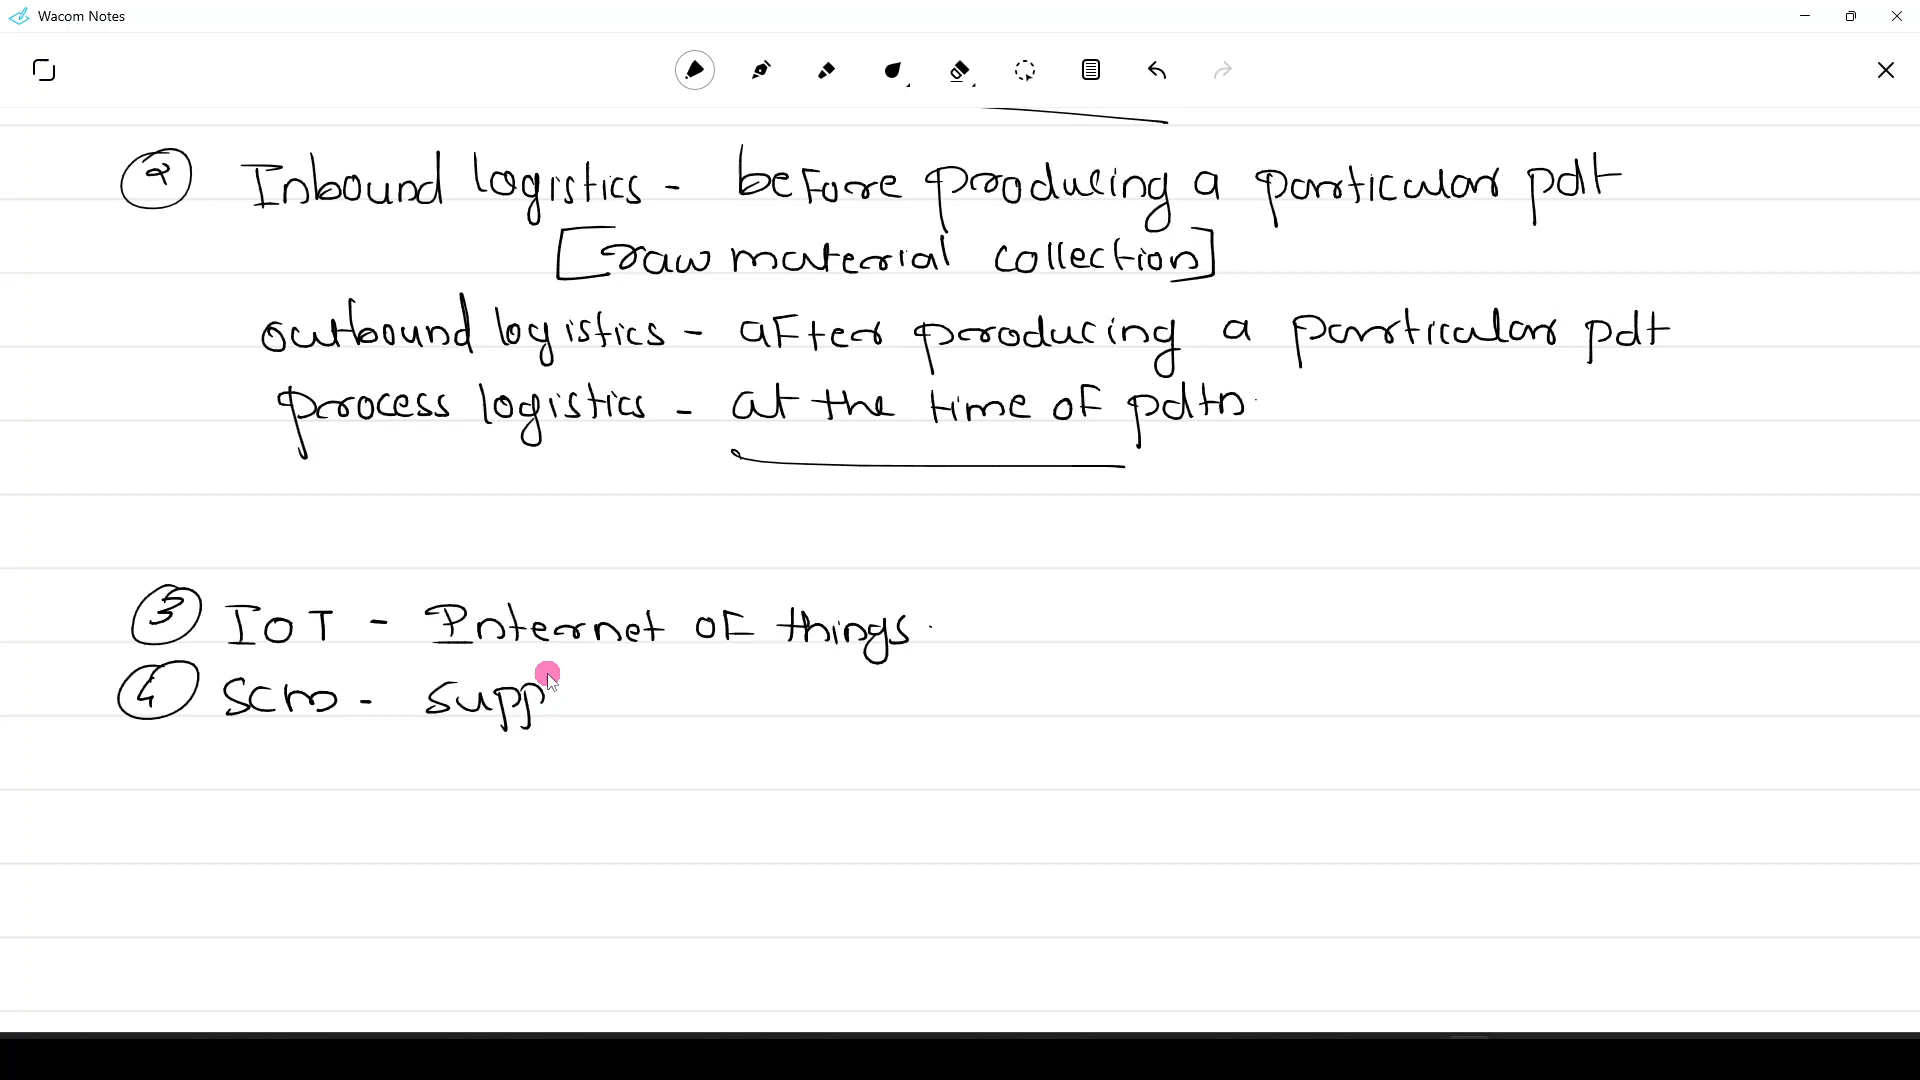 Wacom Notes
2 Inbound logistics - before producing a particular pdt
[raw material collection]
outbound logistics - after producing a particular pdt
process logistics - at the time of pdtn.
3 IOT - Internet of things.
4 SCM - supp